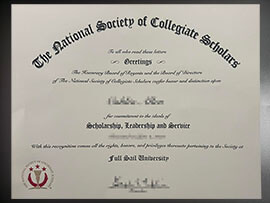 The National Society of Collegiate Scholars
To all who read these letters
Greetings
The Honorary Board of Regents and the Board of Directors
of The National Society of Collegiate Scholars confer honor and distinction upon
for commitment to the ideals of
Scholarship, Leadership and Service
With this recognition comes all the rights, honors, and privileges thereunto pertaining to the Society at
Full Sail University